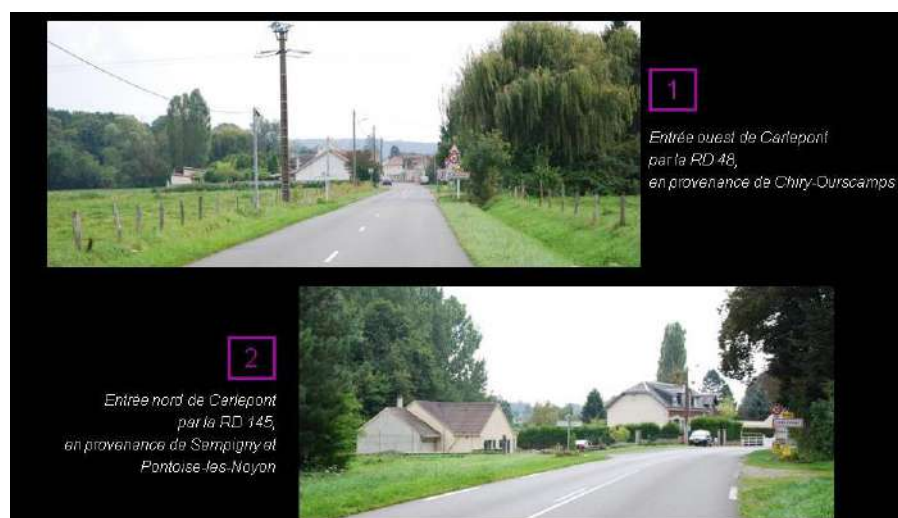 1
Entrée ouest de Carlepont
par la RD 48,
en provenance de Chiry-Ourscamps
2
Entrée nord de Carlepont
par la RD 145,
en provenance de Sempigny et
Pontoise-les-Noyon